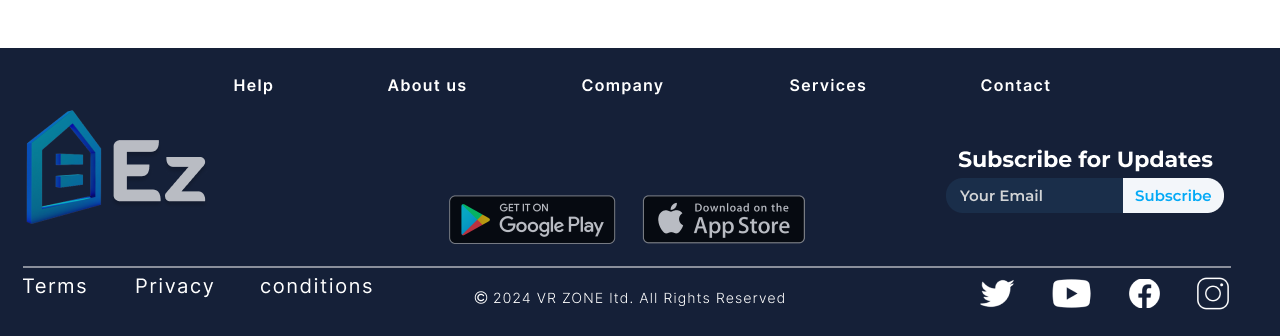 Help About us Company Services Contact
Ez
Subscribe for Updates
Your Email Subscribe
GET IT ON
Google Play
Download on the
App Store
Terms Privacy conditions
© 2024 VR ZONE ltd. All Rights Reserved